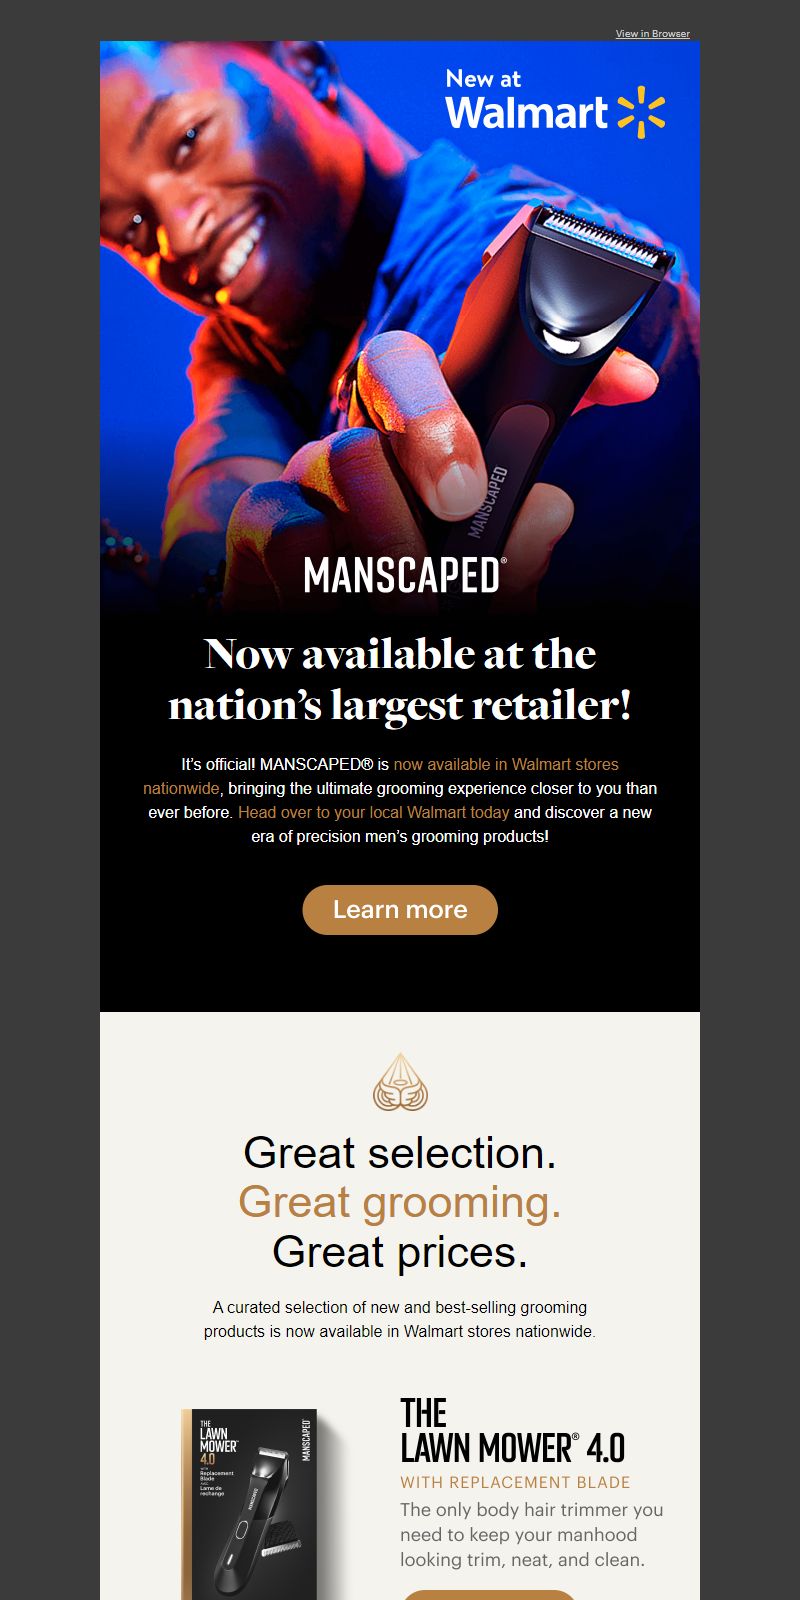 View in Browser
New at
Walmart
MANSCAPED
MANSCAPED®
Now available at the
nation’s largest retailer!
It’s official! MANSCAPED® is now available in Walmart stores
nationwide, bringing the ultimate grooming experience closer to you than
ever before. Head over to your local Walmart today and discover a new
era of precision men’s grooming products!
Learn more
Great selection.
Great grooming.
Great prices.
A curated selection of new and best-selling grooming
products is now available in Walmart stores nationwide.
THE
LAWN
MOWER®
4.0
WITH
Replacement
Blade
AVEC
Lame de
rechange
MANSCAPED®
MANSCAPED
THE
LAWN MOWER® 4.0
WITH REPLACEMENT BLADE
The only body hair trimmer you
need to keep your manhood
looking trim, neat, and clean.